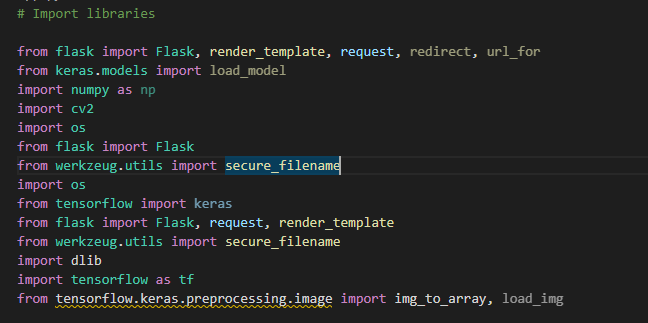 # Import libraries
from flask import Flask, render_template, request, redirect, url_for
from keras.models import load_model
import numpy as np
import cv2
import os
from flask import Flask
from werkzeug.utils import secure_filename
import os
from tensorflow import keras
from flask import Flask, request, render_template
from werkzeug.utils import secure_filename
import dlib
import tensorflow as tf
from tensorflow.keras.preprocessing.image import img_to_array, load_img